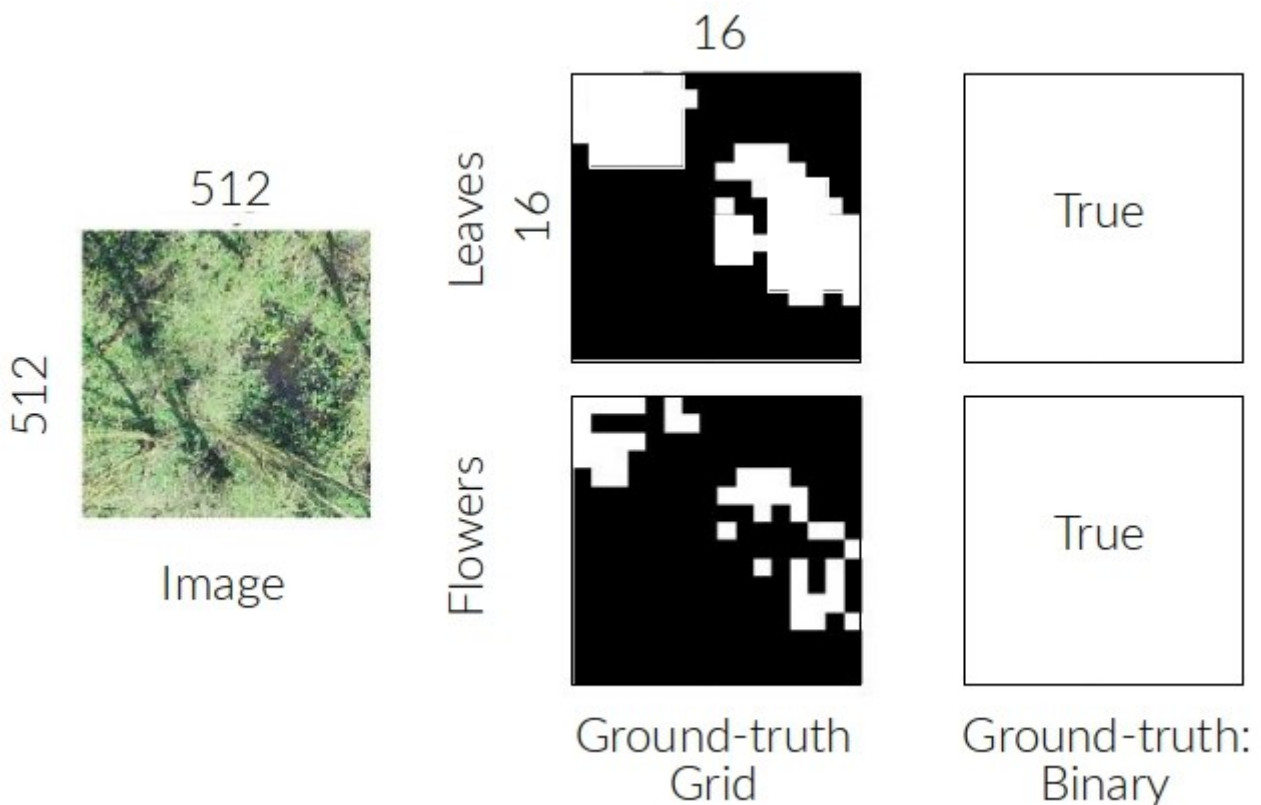 16
512
512
Image
Leaves
16
True
Flowers
True
Ground-truth
Grid
Ground-truth:
Binary